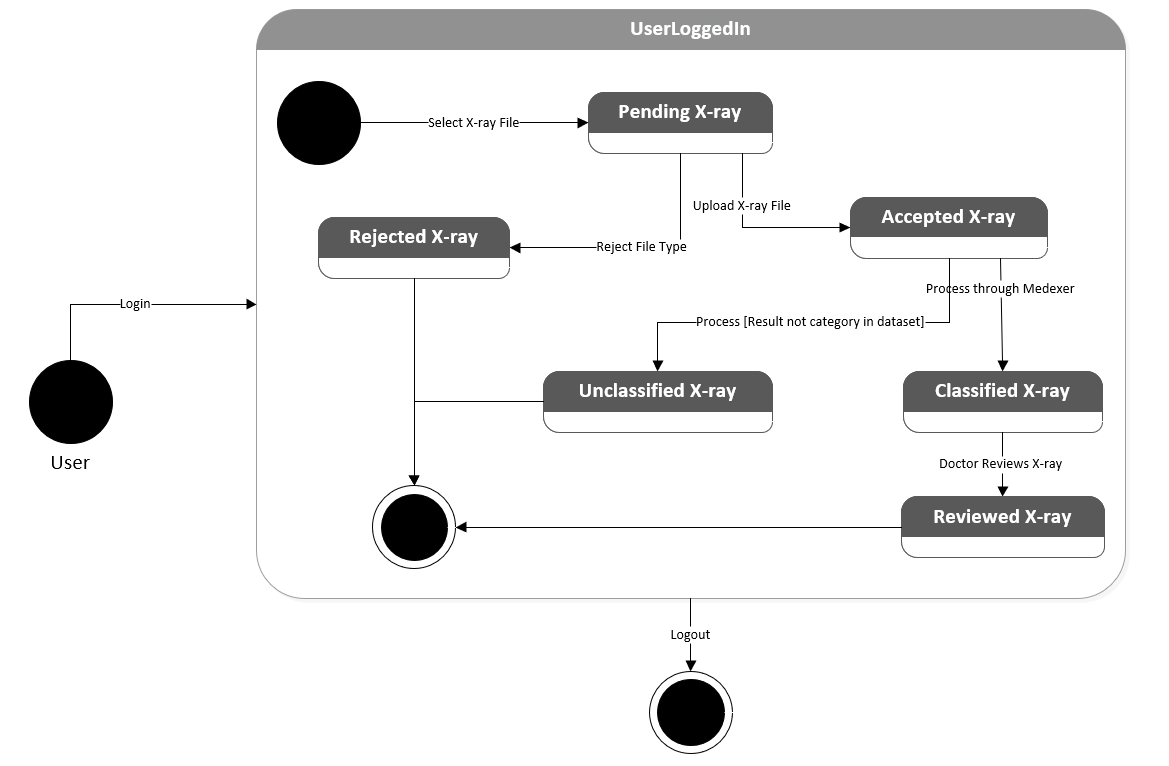 UserLoggedIn
Select X-ray File
Pending X-ray
Upload X-ray File
Accepted X-ray
Rejected X-ray
Reject File Type
Process through Medexer
Login
Process [Result not category in dataset]
Unclassified X-ray
Classified X-ray
User
Doctor Reviews X-ray
Reviewed X-ray
Logout